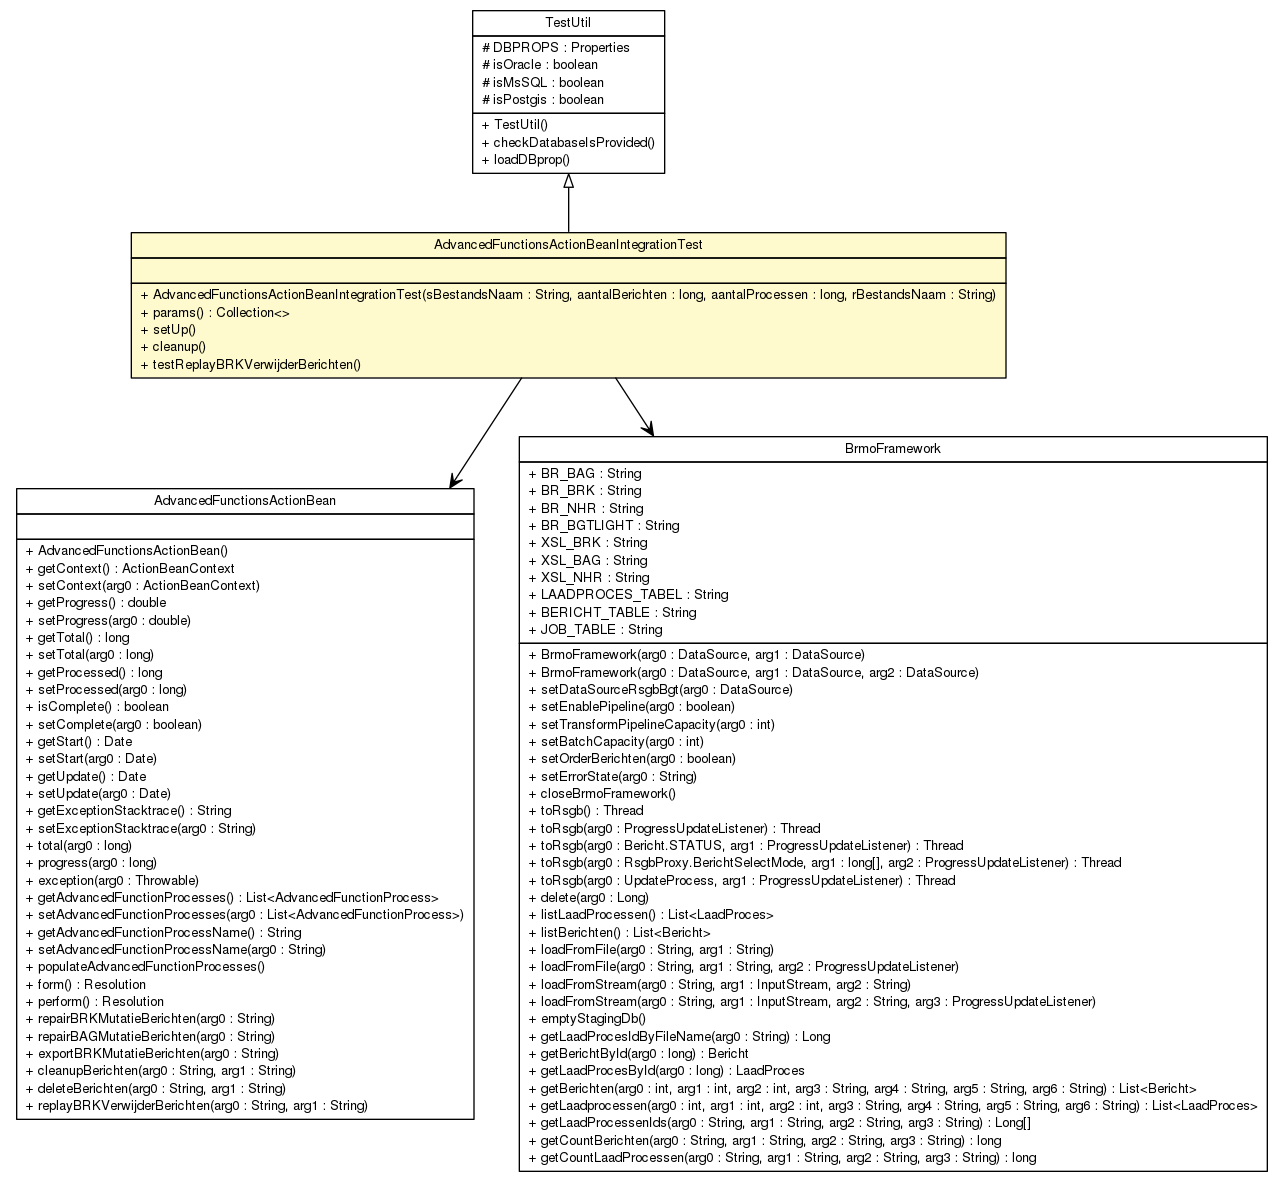 TestUtil
# DBPROPS : Properties
# isOracle : boolean
# isMsSQL : boolean
# isPostgis : boolean
+ TestUtil()
+ checkDatabaseIsProvided()
+ loadDBprop()
AdvancedFunctionsActionBeanIntegrationTest
+ AdvancedFunctionsActionBeanIntegrationTest(sBestandsNaam : String, aantalBerichten : long, aantalProcessen : long, rBestandsNaam : String)
+ params() : Collection<>
+ setUp()
+ cleanup()
+ testReplayBRKVerwijderBerichten()
AdvancedFunctionsActionBean
+ AdvancedFunctionsActionBean()
+ getContext() : ActionBeanContext
+ setContext(arg0 : ActionBeanContext)
+ getProgress() : double
+ setProgress(arg0 : double)
+ getTotal() : long
+ setTotal(arg0 : long)
+ getProcessed() : long
+ setProcessed(arg0 : long)
+ isComplete() : boolean
+ setComplete(arg0 : boolean)
+ getStart() : Date
+ setStart(arg0 : Date)
+ getUpdate() : Date
+ setUpdate(arg0 : Date)
+ getExceptionStacktrace() : String
+ setExceptionStacktrace(arg0 : String)
+ total(arg0 : long)
+ progress(arg0 : long)
+ exception(arg0 : Throwable)
+ getAdvancedFunctionProcesses() : List<AdvancedFunctionProcess>
+ setAdvancedFunctionProcesses(arg0 : List<AdvancedFunctionProcess>)
+ getAdvancedFunctionProcessName() : String
+ setAdvancedFunctionProcessName(arg0 : String)
+ populateAdvancedFunctionProcesses()
+ form() : Resolution
+ perform() : Resolution
+ repairBRKMutatieBerichten(arg0 : String)
+ repairBAGMutatieBerichten(arg0 : String)
+ exportBRKMutatieBerichten(arg0 : String)
+ cleanupBerichten(arg0 : String, arg1 : String)
+ deleteBerichten(arg0 : String, arg1 : String)
+ replayBRKVerwijderBerichten(arg0 : String, arg1 : String)
BrmoFramework
+ BR_BAG : String
+ BR_BRK : String
+ BR_NHR : String
+ BR_BGTLIGHT : String
+ XSL_BRK : String
+ XSL_BAG : String
+ XSL_NHR : String
+ LAADPROCES_TABEL : String
+ BERICHT_TABLE : String
+ JOB_TABLE : String
+ BrmoFramework(arg0 : DataSource, arg1 : DataSource)
+ BrmoFramework(arg0 : DataSource, arg1 : DataSource, arg2 : DataSource)
+ setDataSourceRsgbBgt(arg0 : DataSource)
+ setEnablePipeline(arg0 : boolean)
+ setTransformPipelineCapacity(arg0 : int)
+ setBatchCapacity(arg0 : int)
+ setOrderBerichten(arg0 : boolean)
+ setErrorState(arg0 : String)
+ closeBrmoFramework()
+ toRsgb() : Thread
+ toRsgb(arg0 : ProgressUpdateListener) : Thread
+ toRsgb(arg0 : Bericht.STATUS, arg1 : ProgressUpdateListener) : Thread
+ toRsgb(arg0 : RsgbProxy.BerichtSelectMode, arg1 : long[], arg2 : ProgressUpdateListener) : Thread
+ toRsgb(arg0 : UpdateProcess, arg1 : ProgressUpdateListener) : Thread
+ delete(arg0 : Long)
+ listLaadProcessen() : List<LaadProces>
+ listBerichten() : List<Bericht>
+ loadFromFile(arg0 : String, arg1 : String)
+ loadFromFile(arg0 : String, arg1 : String, arg2 : ProgressUpdateListener)
+ loadFromStream(arg0 : String, arg1 : InputStream, arg2 : String)
+ loadFromStream(arg0 : String, arg1 : InputStream, arg2 : String, arg3 : ProgressUpdateListener)
+ emptyStagingDb()
+ getLaadProcesIdByFileName(arg0 : String) : Long
+ getBerichtById(arg0 : long) : Bericht
+ getLaadProcesById(arg0 : long) : LaadProces
+ getBerichten(arg0 : int, arg1 : int, arg2 : int, arg3 : String, arg4 : String, arg5 : String, arg6 : String) : List<Bericht>
+ getLaadprocessen(arg0 : int, arg1 : int, arg2 : int, arg3 : String, arg4 : String, arg5 : String, arg6 : String) : List<LaadProces>
+ getLaadProcessenIds(arg0 : String, arg1 : String, arg2 : String, arg3 : String) : Long[]
+ getCountBerichten(arg0 : String, arg1 : String, arg2 : String, arg3 : String) : long
+ getCountLaadProcessen(arg0 : String, arg1 : String, arg2 : String, arg3 : String) : long